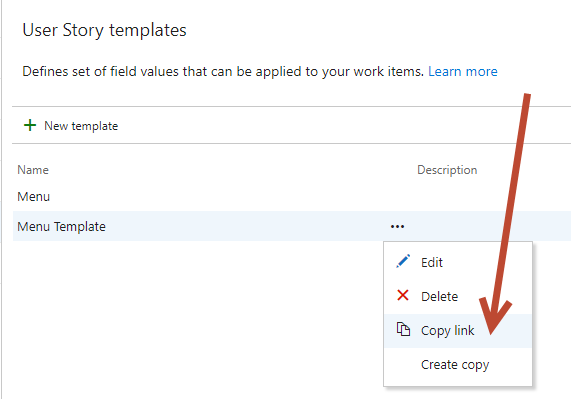 User Story templates
Defines set of field values that can be applied to your work items. Learn more
+ New template
Name Description
Menu
Menu Template ...
Edit
Delete
Copy link
Create copy